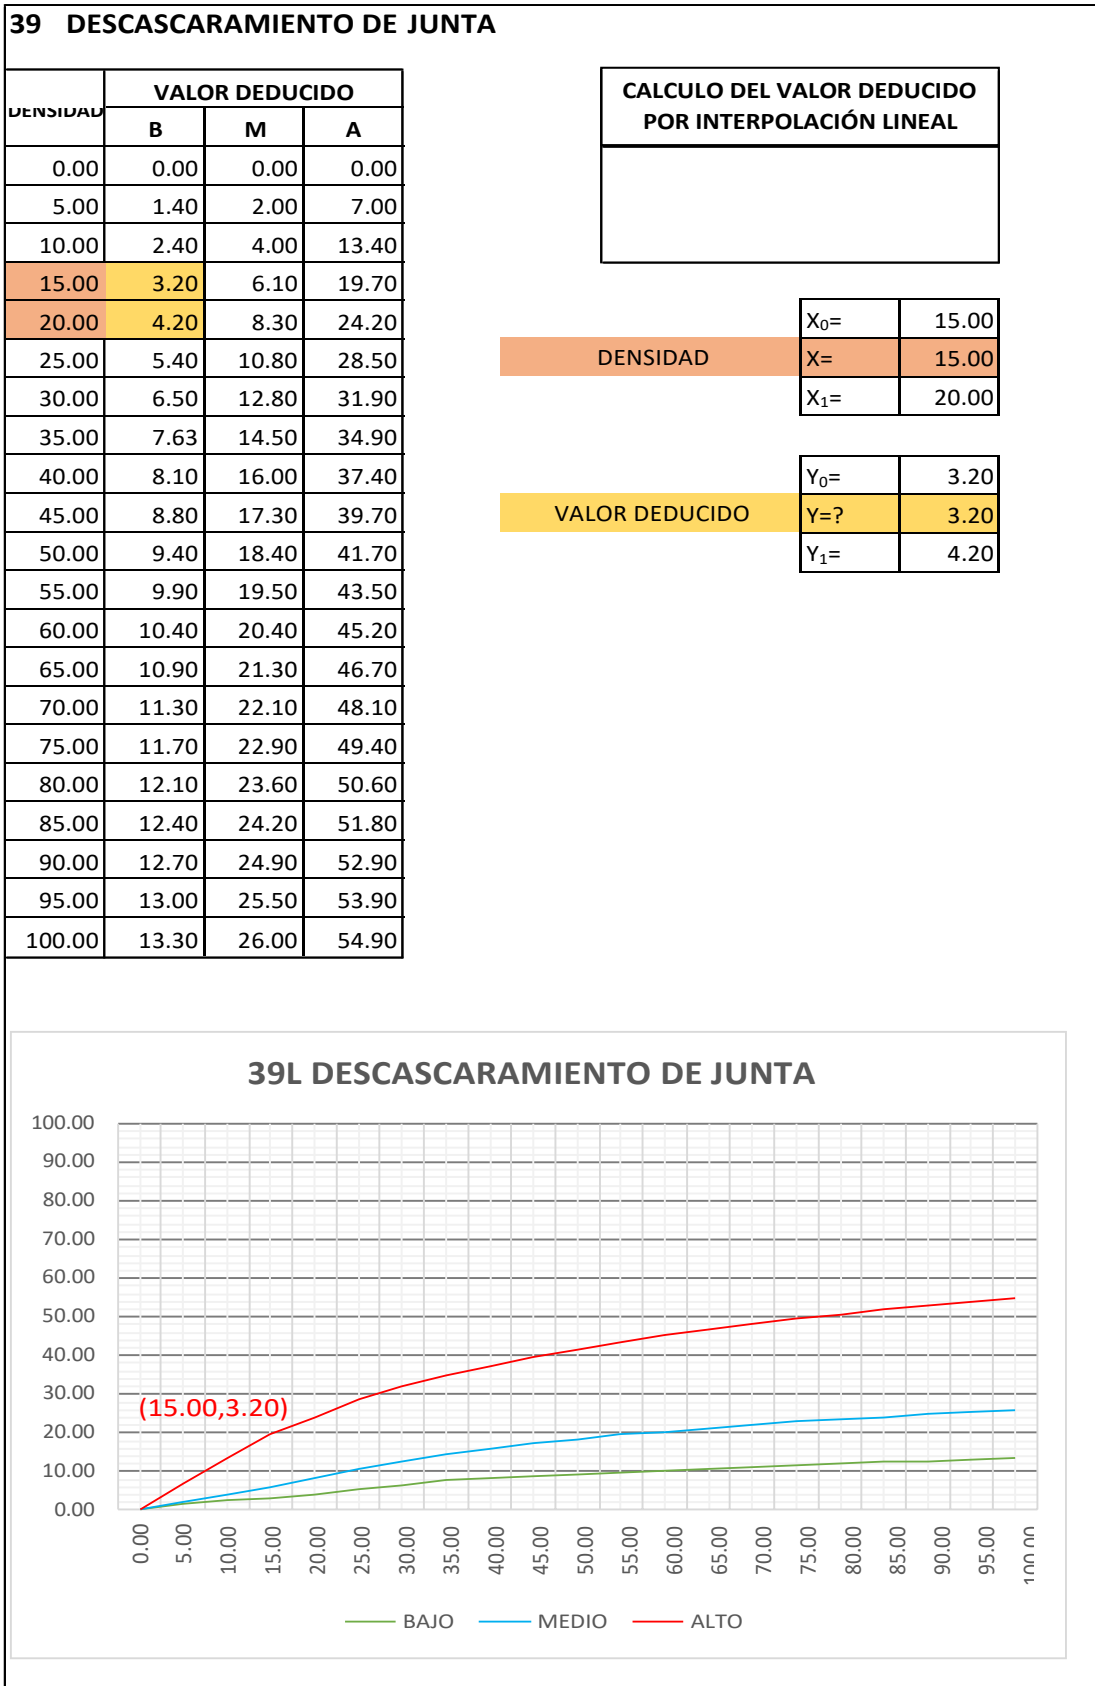 39 DESCASCARAMIENTO DE JUNTA
DENSIDAD VALOR DEDUCIDO
B M A
0.00 0.00 0.00 0.00
5.00 1.40 2.00 7.00
10.00 2.40 4.00 13.40
15.00 3.20 6.10 19.70
20.00 4.20 8.30 24.20
25.00 5.40 10.80 28.50
30.00 6.50 12.80 31.90
35.00 7.63 14.50 34.90
40.00 8.10 16.00 37.40
45.00 8.80 17.30 39.70
50.00 9.40 18.40 41.70
55.00 9.90 19.50 43.50
60.00 10.40 20.40 45.20
65.00 10.90 21.30 46.70
70.00 11.30 22.10 48.10
75.00 11.70 22.90 49.40
80.00 12.10 23.60 50.60
85.00 12.40 24.20 51.80
90.00 12.70 24.90 52.90
95.00 13.00 25.50 53.90
100.00 13.30 26.00 54.90
CALCULO DEL VALOR DEDUCIDO
POR INTERPOLACIÓN LINEAL
X₀= 15.00
DENSIDAD X= 15.00
X₁= 20.00
Y₀= 3.20
VALOR DEDUCIDO Y=? 3.20
Y₁= 4.20
39L DESCASCARAMIENTO DE JUNTA
100.00
90.00
80.00
70.00
60.00
50.00
40.00
30.00
20.00
10.00
0.00
(15.00,3.20)
0.00 5.00 10.00 15.00 20.00 25.00 30.00 35.00 40.00 45.00 50.00 55.00 60.00 65.00 70.00 75.00 80.00 85.00 90.00 95.00 100.00
BAJO MEDIO ALTO